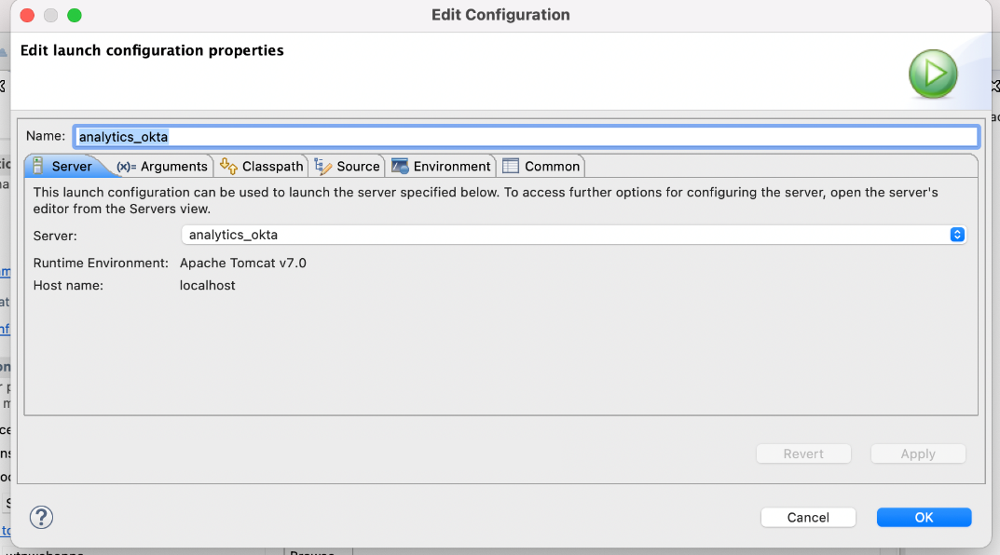 Edit Configuration
Edit launch configuration properties
Name: analytics_okta
Server (x)= Arguments Classpath Source Environment Common
This launch configuration can be used to launch the server specified below. To access further options for configuring the server, open the server's
editor from the Servers view.
Server: analytics_okta
Runtime Environment: Apache Tomcat v7.0
Host name: localhost
Revert Apply
? Cancel OK